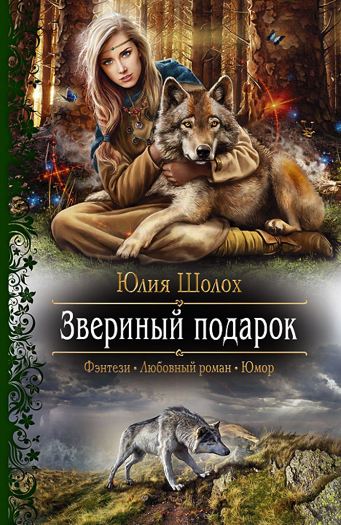 Юлия Шолох
Звериный подарок
Фэнтези • Любовный роман • Юмор